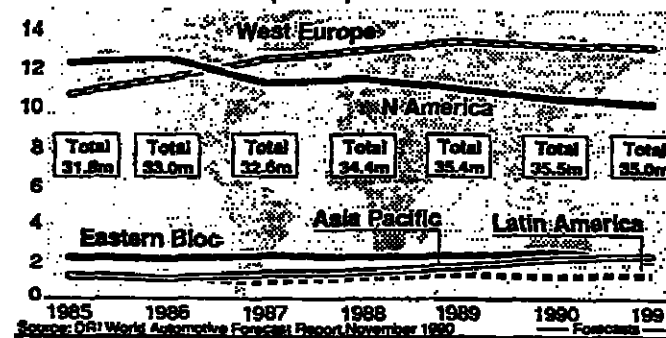 14
West Europe
12
10
N America
8
Total Total Total Total Total Total Total
31.8m 33.0m 32.6m 34.4m 35.4m 35.5m 35.0m
6
4
Asia Pacific
Latin America
Eastern Bloc
2
0
1985 1986 1987 1988 1989 1990 199
Source: DRI World Automotive Forecast Report, November 1990
Forecasts